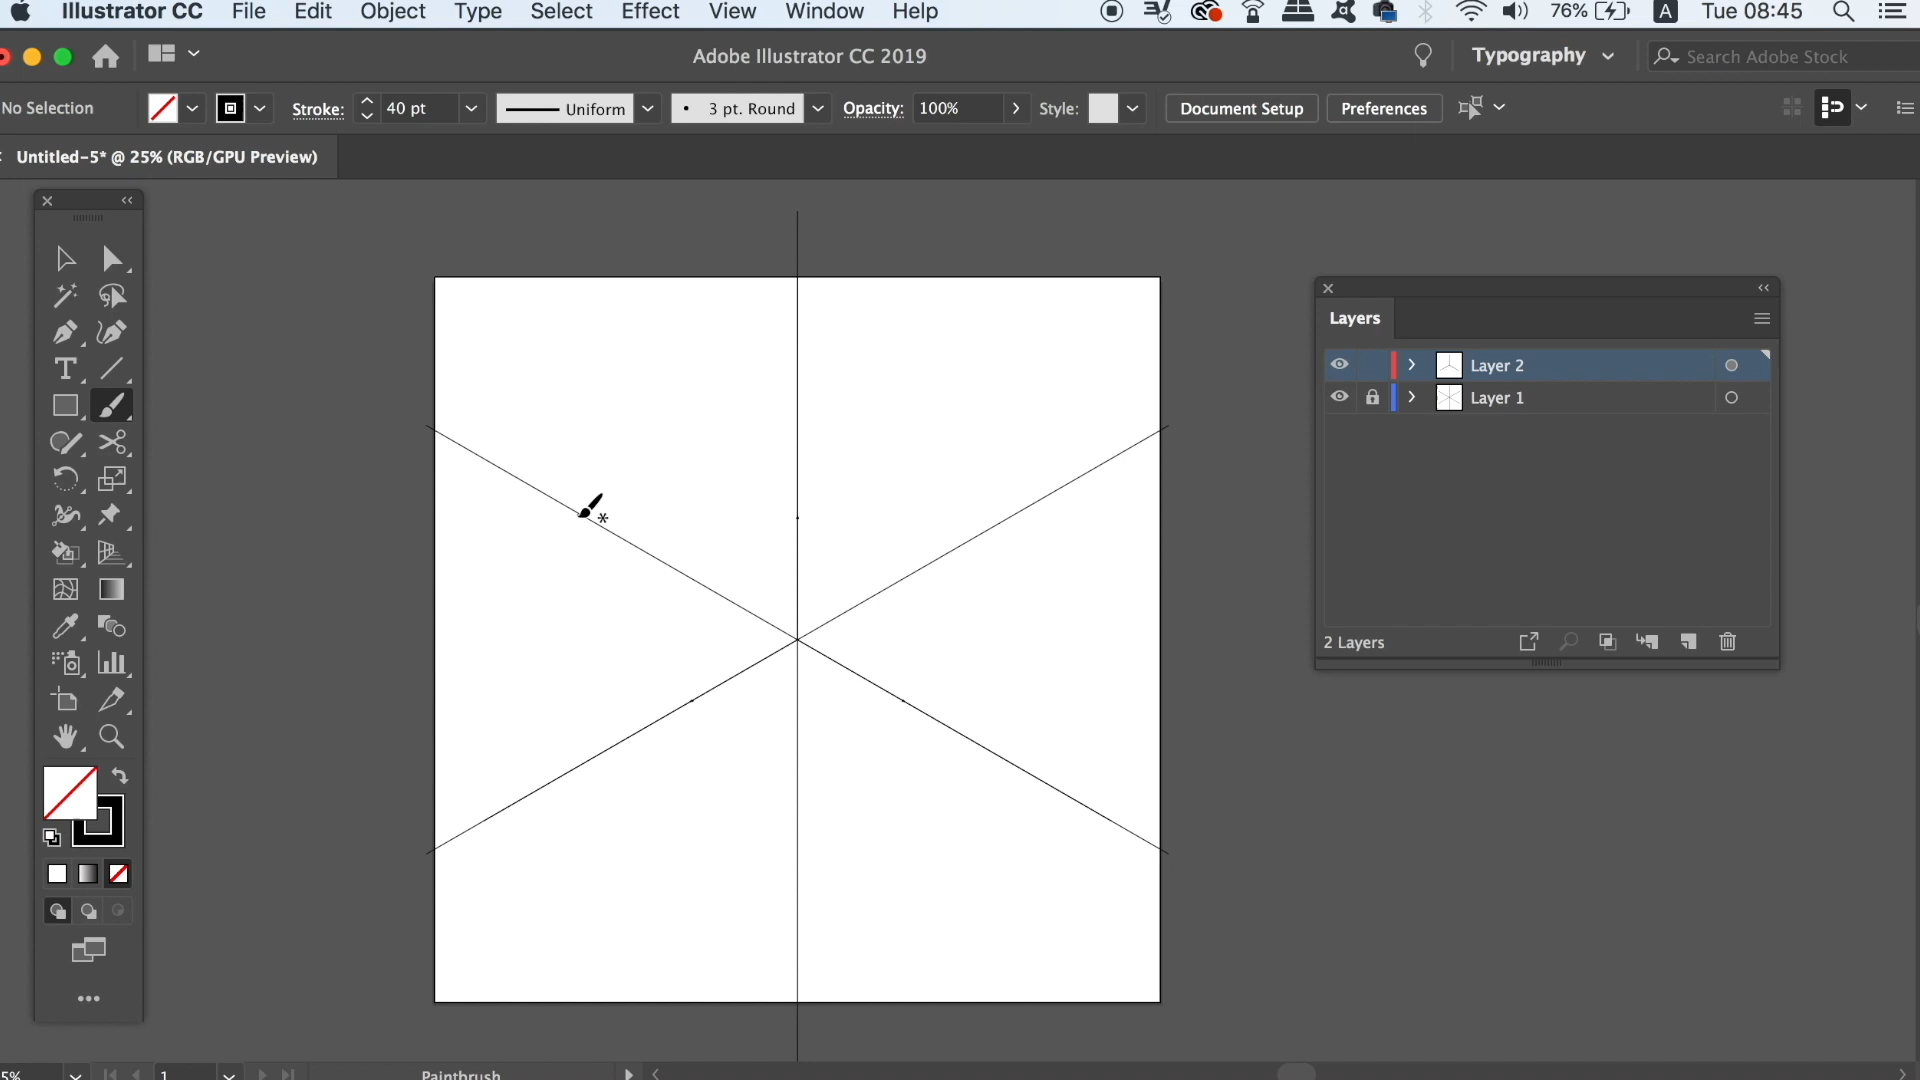 Illustrator CC File Edit Object Type Select Effect View Window Help 76% A Tue 08:45
Adobe Illustrator CC 2019 Typography Search Adobe Stock
No Selection Stroke: 40 pt Uniform 3 pt. Round Opacity: 100% Style: Document Setup Preferences
Untitled-5* @ 25% (RGB/GPU Preview)
Layers
Layer 2
Layer 1
2 Layers
5% 1 Paintbrush